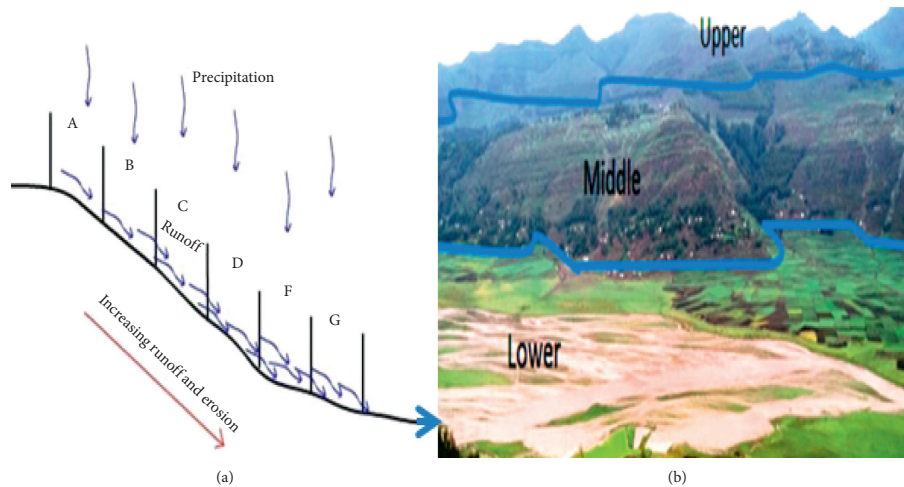 Precipitation
A
B
C
Runoff
D
F
G
Increasing runoff and erosion
(a)
Upper
Middle
Lower
(b)